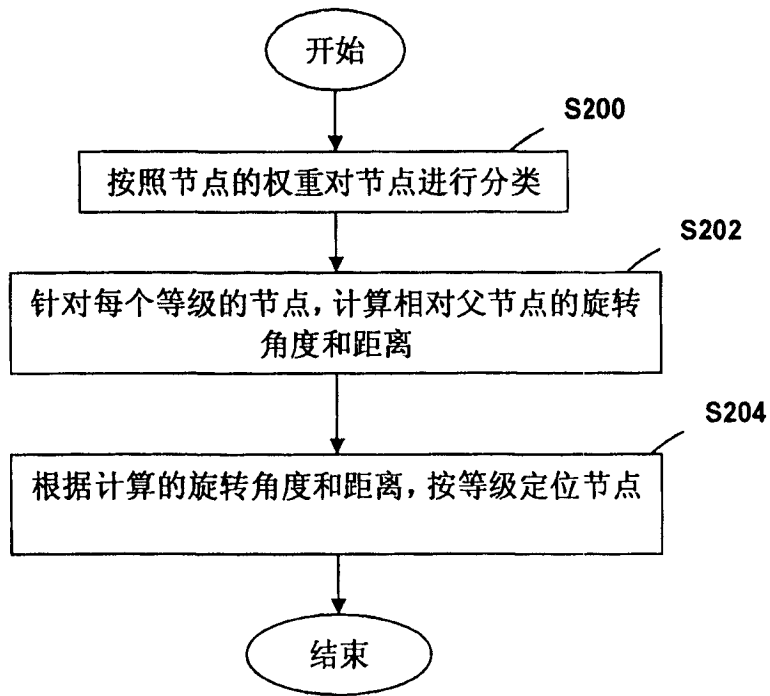 开始
S200
按照节点的权重对节点进行分类
S202
针对每个等级的节点，计算相对父节点的旋转
角度和距离
S204
根据计算的旋转角度和距离，按等级定位节点
结束